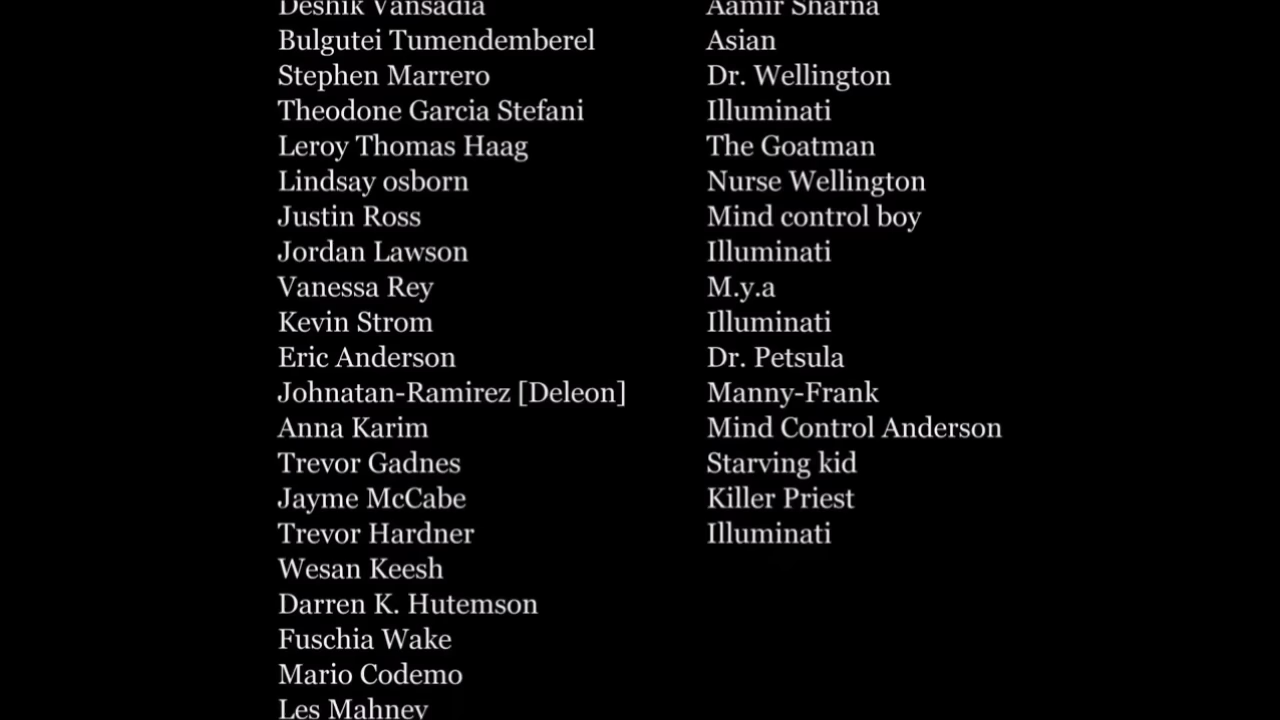 Deshik Vansadia Aamir Sharna
Bulgutei Tumendemberel Asian
Stephen Marrero Dr. Wellington
Theodone Garcia Stefani Illuminati
Leroy Thomas Haag The Goatman
Lindsay osborn Nurse Wellington
Justin Ross Mind control boy
Jordan Lawson Illuminati
Vanessa Rey M.y.a
Kevin Strom Illuminati
Eric Anderson Dr. Petsula
Johnatan-Ramirez [Deleon] Manny-Frank
Anna Karim Mind Control Anderson
Trevor Gadnes Starving kid
Jayme McCabe Killer Priest
Trevor Hardner Illuminati
Wesan Keesh
Darren K. Hutemson
Fuschia Wake
Mario Codemo
Les Mahney